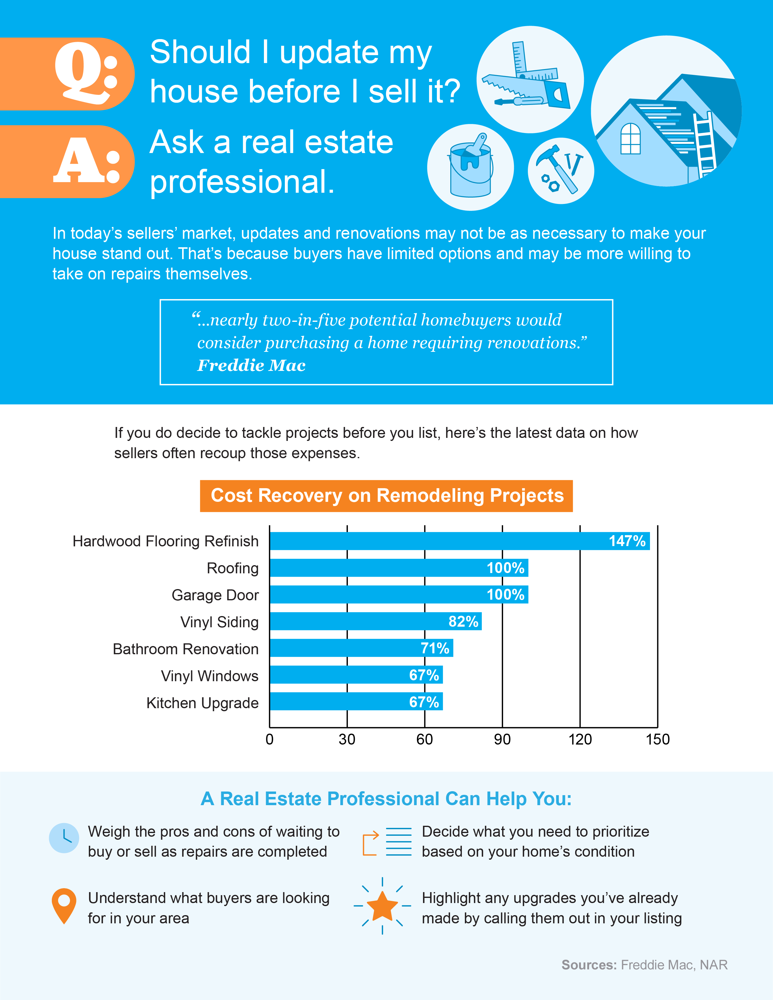 Q:
Should I update my
house before I sell it?
A:
Ask a real estate
professional.
In today’s sellers’ market, updates and renovations may not be as necessary to make your
house stand out. That’s because buyers have limited options and may be more willing to
take on repairs themselves.
“...nearly two-in-five potential homebuyers would
consider purchasing a home requiring renovations.”
Freddie Mac
If you do decide to tackle projects before you list, here’s the latest data on how
sellers often recoup those expenses.
Cost Recovery on Remodeling Projects
Hardwood Flooring Refinish 147%
Roofing 100%
Garage Door 100%
Vinyl Siding 82%
Bathroom Renovation 71%
Vinyl Windows 67%
Kitchen Upgrade 67%
0 30 60 90 120 150
A Real Estate Professional Can Help You:
Weigh the pros and cons of waiting to
buy or sell as repairs are completed
Decide what you need to prioritize
based on your home’s condition
Understand what buyers are looking
for in your area
Highlight any upgrades you’ve already
made by calling them out in your listing
Sources: Freddie Mac, NAR